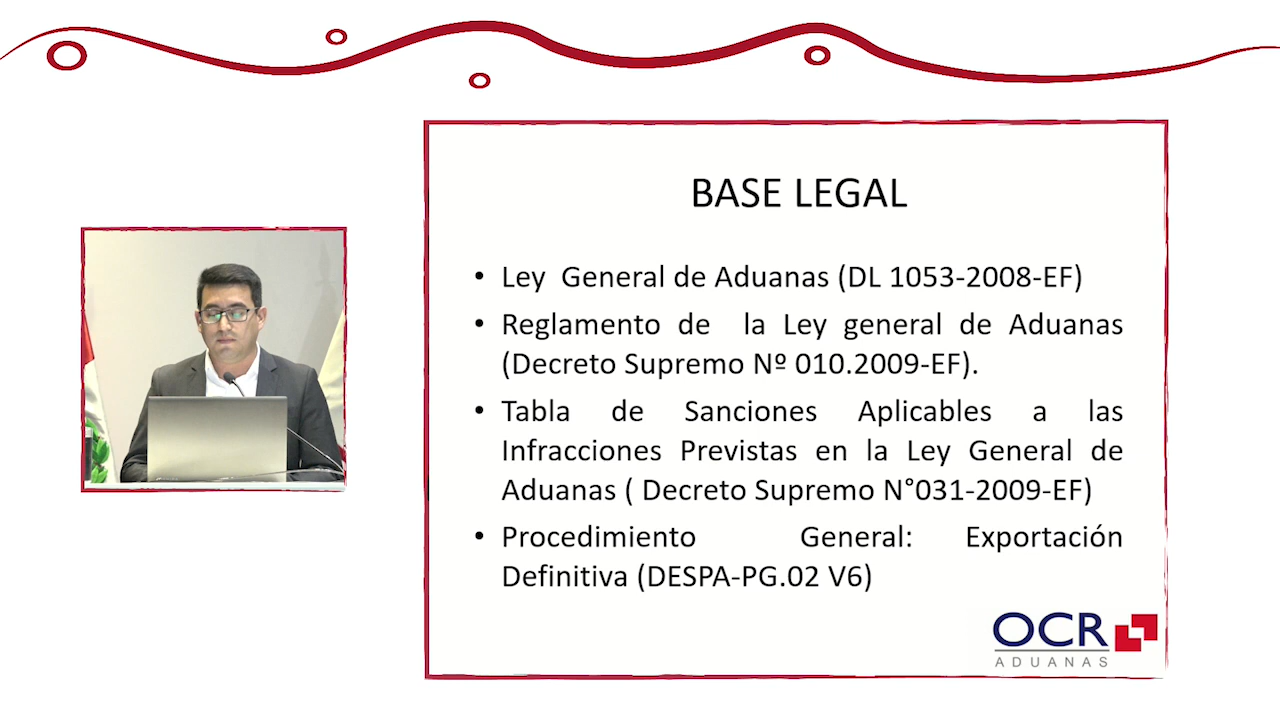 BASE LEGAL
• Ley General de Aduanas (DL 1053-2008-EF)
• Reglamento de la Ley general de Aduanas
(Decreto Supremo Nº 010.2009-EF).
• Tabla de Sanciones Aplicables a las
Infracciones Previstas en la Ley General de
Aduanas ( Decreto Supremo N°031-2009-EF)
• Procedimiento General: Exportación
Definitiva (DESPA-PG.02 V6)
OCR
ADUANAS